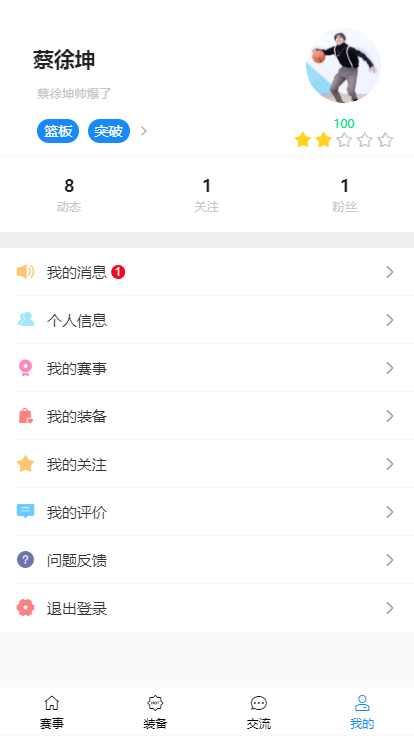 蔡徐坤
蔡徐坤帅爆了
篮板 突破
100
8 1 1
动态 关注 粉丝
我的消息 1
个人信息
我的赛事
我的装备
我的关注
我的评价
问题反馈
退出登录
赛事 装备 交流 我的